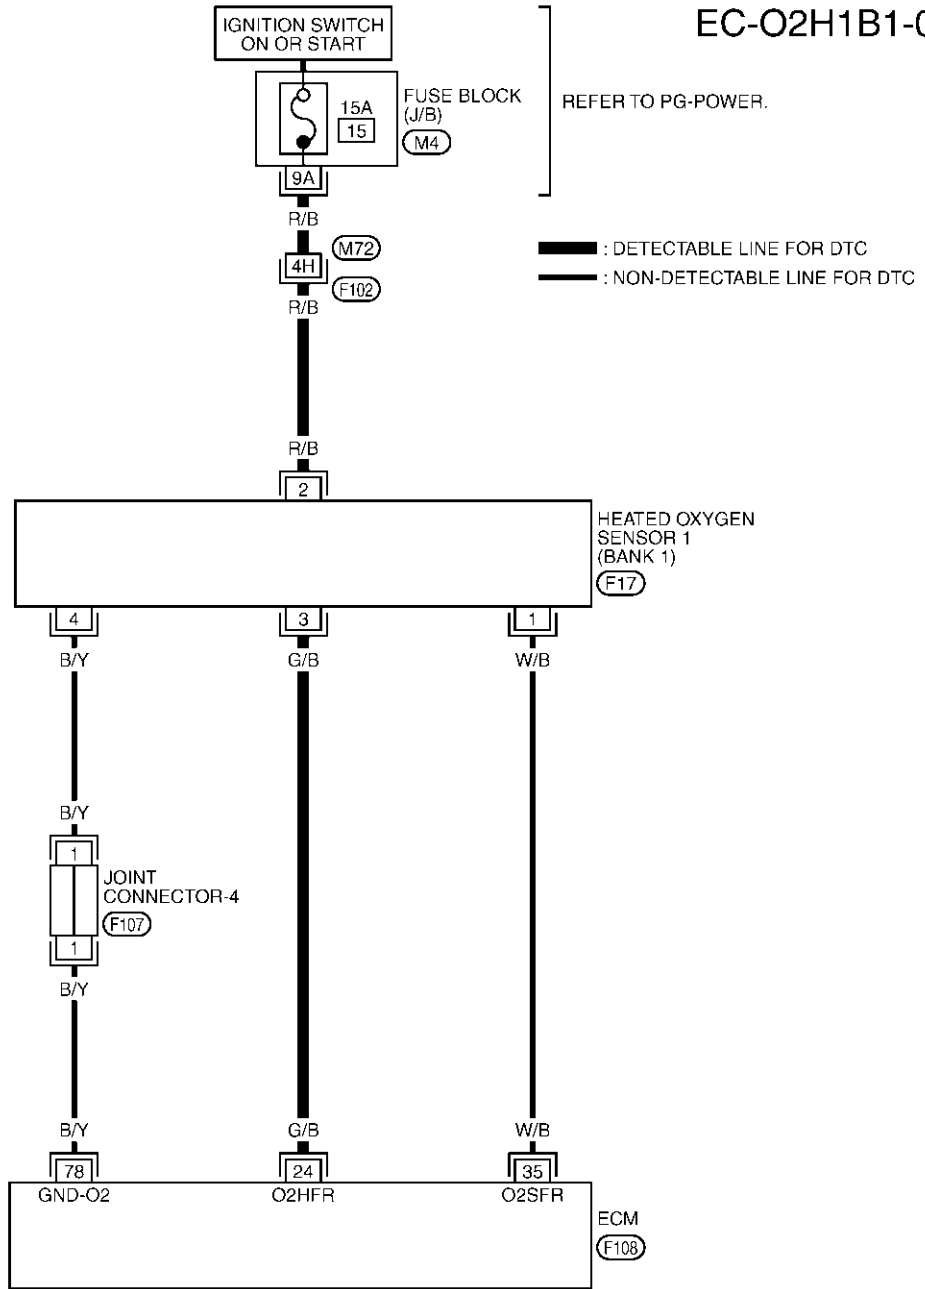 EC-O2H1B1-0
IGNITION SWITCH
ON OR START
15A
15
FUSE BLOCK
(J/B)
M4
REFER TO PG-POWER.
9A
R/B
M72
4H
F102
R/B
: DETECTABLE LINE FOR DTC
: NON-DETECTABLE LINE FOR DTC
R/B
2
HEATED OXYGEN
SENSOR 1
(BANK 1)
F17
4 3 1
B/Y G/B W/B
B/Y
1
JOINT
CONNECTOR-4
F107
1
B/Y
B/Y G/B W/B
78 24 35
GND-O2 O2HFR O2SFR
ECM
F108